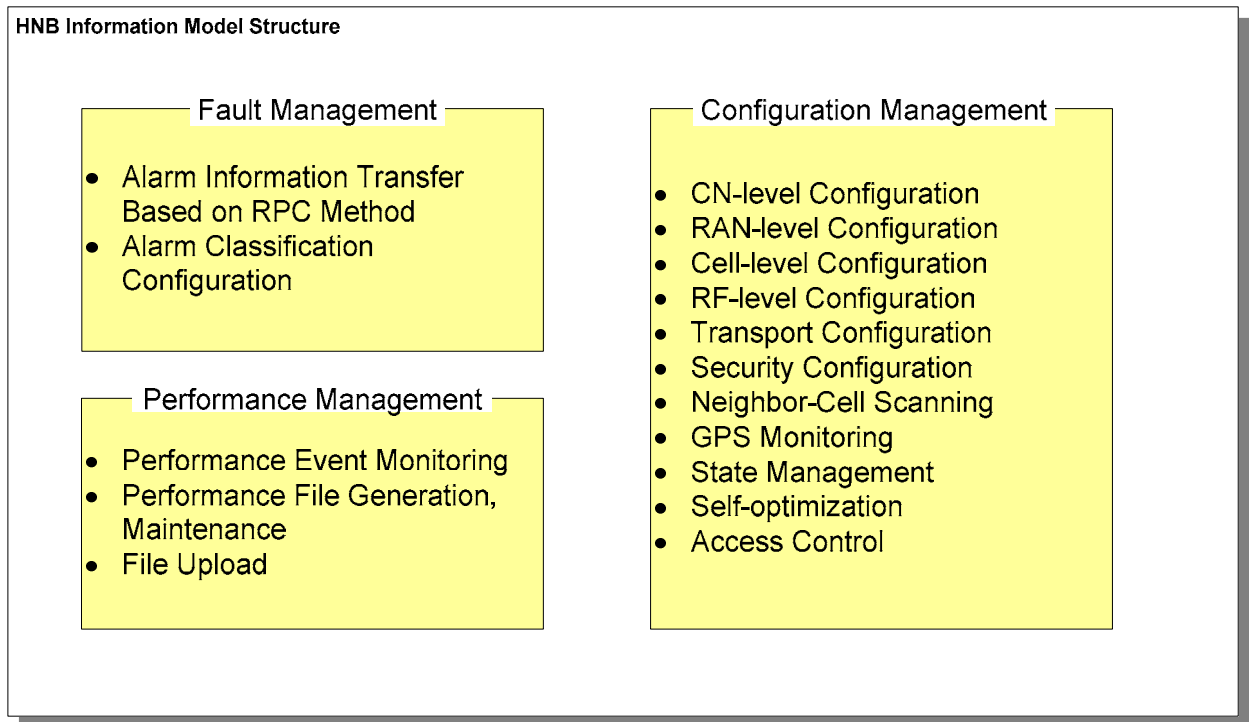 HNB Information Model Structure
Fault Management
• Alarm Information Transfer
Based on RPC Method
• Alarm Classification
Configuration
Performance Management
• Performance Event Monitoring
• Performance File Generation,
Maintenance
• File Upload
Configuration Management
• CN-level Configuration
• RAN-level Configuration
• Cell-level Configuration
• RF-level Configuration
• Transport Configuration
• Security Configuration
• Neighbor-Cell Scanning
• GPS Monitoring
• State Management
• Self-optimization
• Access Control